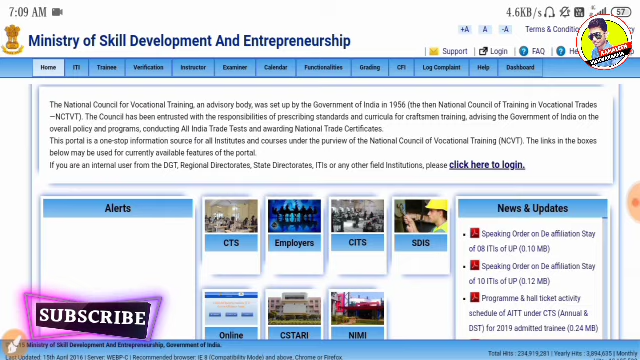 7:09 AM 4.6KB/s 57
+A A -A Terms & Conditio
Ministry of Skill Development And Entrepreneurship
Support Login FAQ He
Home ITI Trainee Verification Instructor Examiner Calendar Functionalities Grading CFI Log Complaint Help Dashboard
The National Council for Vocational Training, an advisory body, was set up by the Government of India in 1956 (the then National Council of Training in Vocational Trades
—NCTVT). The Council has been entrusted with the responsibilities of prescribing standards and curricula for craftsmen training, advising the Government of India on the
overall policy and programs, conducting All India Trade Tests and awarding National Trade Certificates.
This portal is a one-stop information source for all Institutes and courses under the purview of the National Council of Vocational Training (NCVT). The links in the boxes
below may be used for currently available features of the portal.
If you are an internal user from the DGT, Regional Directorates, State Directorates, ITIs or any other field Institutions, please click here to login.
Alerts
CTS Employers CITS SDIS
Online CSTARI NIMI
News & Updates
Speaking Order on De affiliation Stay
of 08 ITIs of UP (0.10 MB)
Speaking Order on De affiliation Stay
of 10 ITIs of UP (0.12 MB)
Programme & hall ticket activity
schedule of AITT under CTS (Annual &
DST) for 2019 admitted trainee (0.24 MB)
SUBSCRIBE
Entrepreneurship, Government of India.
Last Updated: 15th April 2016 | Server: WEBP-C | Recommended browser: IE 8 (Compatibility Mode) and above, Chrome or Firefox.
Total Hits : 234,919,281 | Yearly Hits : 3,894,635 | Monthly